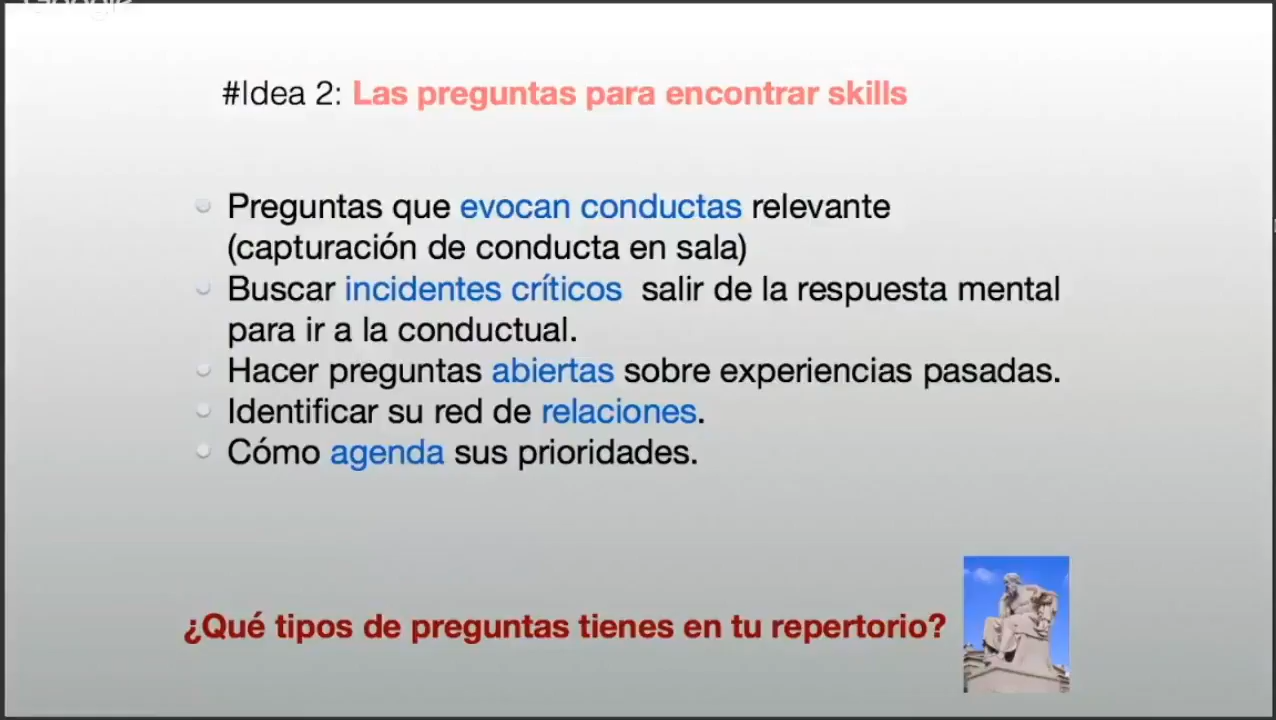 #Idea 2: Las preguntas para encontrar skills
Preguntas que evocan conductas relevante
(capturación de conducta en sala)
Buscar incidentes críticos salir de la respuesta mental
para ir a la conductual.
Hacer preguntas abiertas sobre experiencias pasadas.
Identificar su red de relaciones.
Cómo agenda sus prioridades.
¿Qué tipos de preguntas tienes en tu repertorio?